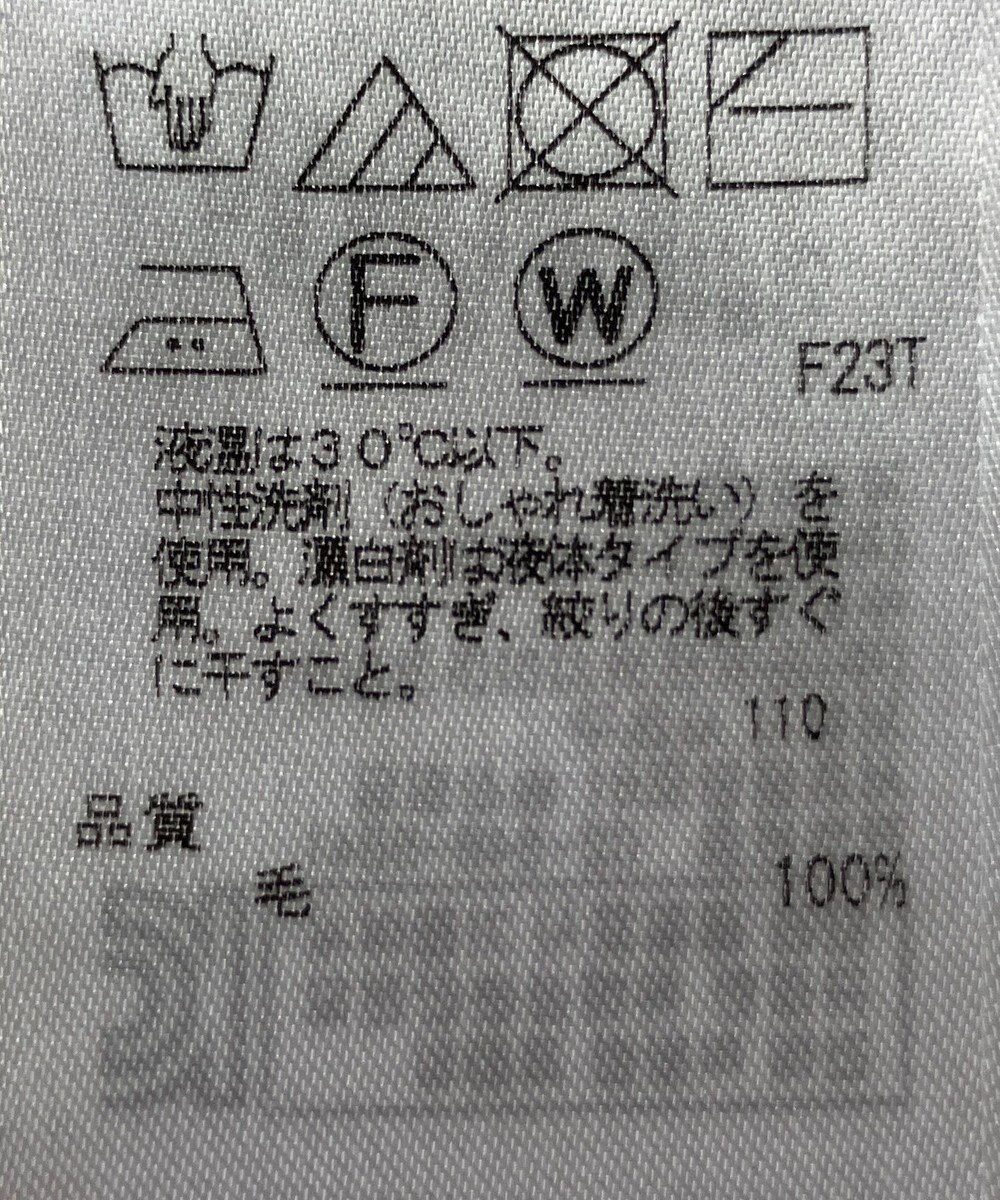 F
W
F23T
液温は30℃以下。
中性洗剤(おしゃれ着洗い)を
使用。漂白剤は液体タイプを使
用。よくすすぎ、絞りの後すぐ
に干すこと。
110
品質
毛 100%